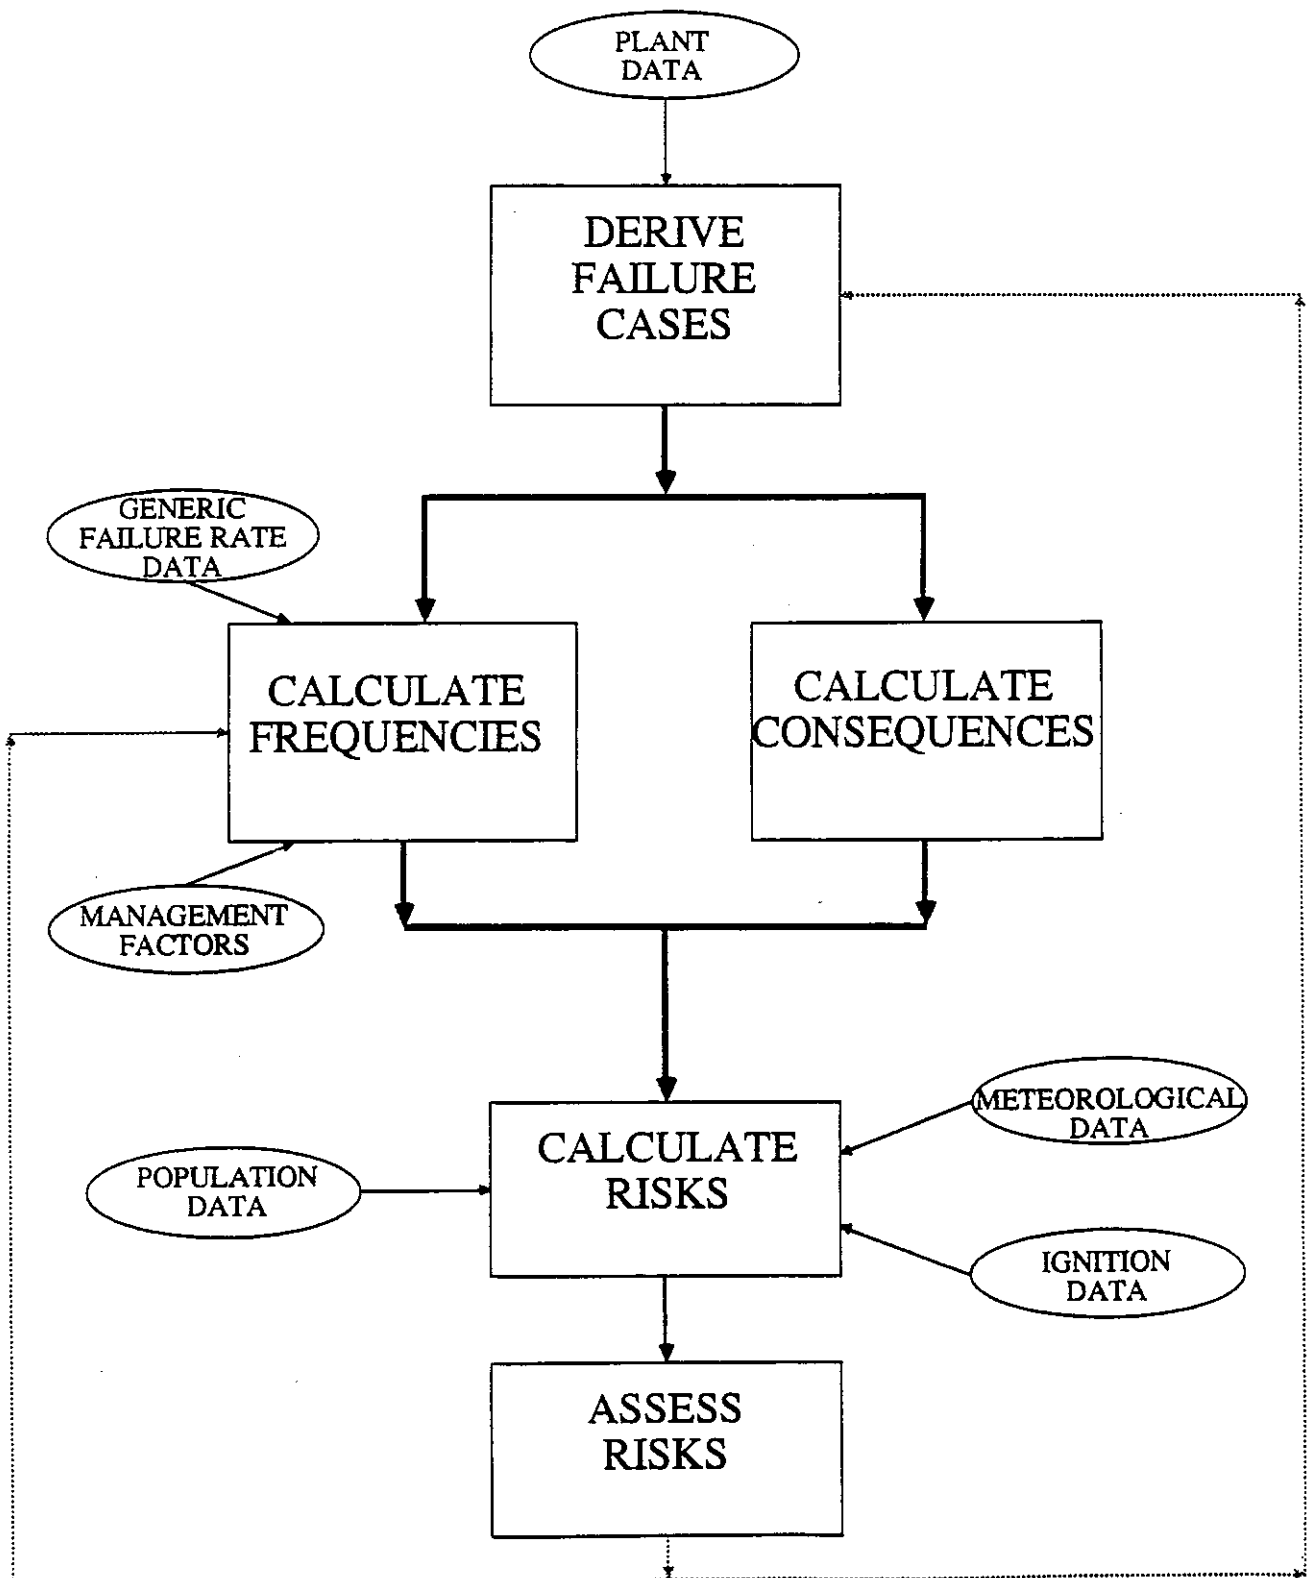 PLANT
DATA
DERIVE
FAILURE
CASES
GENERIC
FAILURE RATE
DATA
CALCULATE
FREQUENCIES
CALCULATE
CONSEQUENCES
MANAGEMENT
FACTORS
METEOROLOGICAL
DATA
POPULATION
DATA
CALCULATE
RISKS
IGNITION
DATA
ASSESS
RISKS